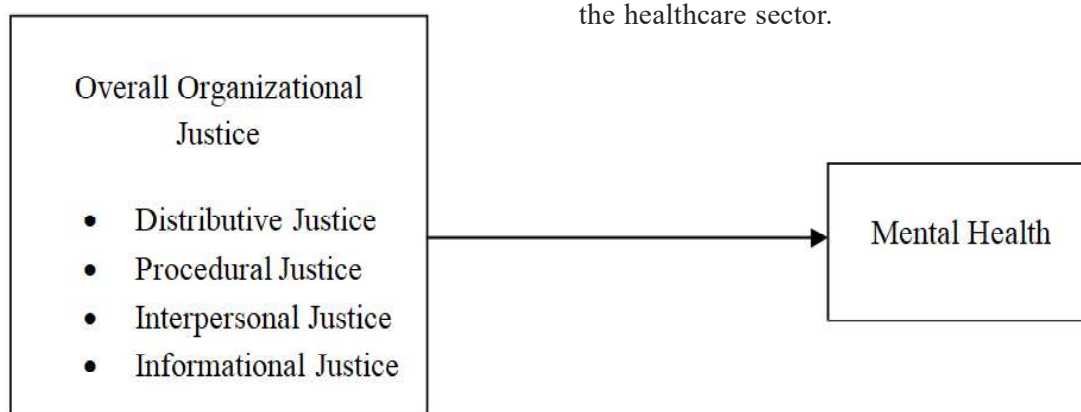 the healthcare sector.
Overall Organizational
Justice
• Distributive Justice
• Procedural Justice
• Interpersonal Justice
• Informational Justice
Mental Health